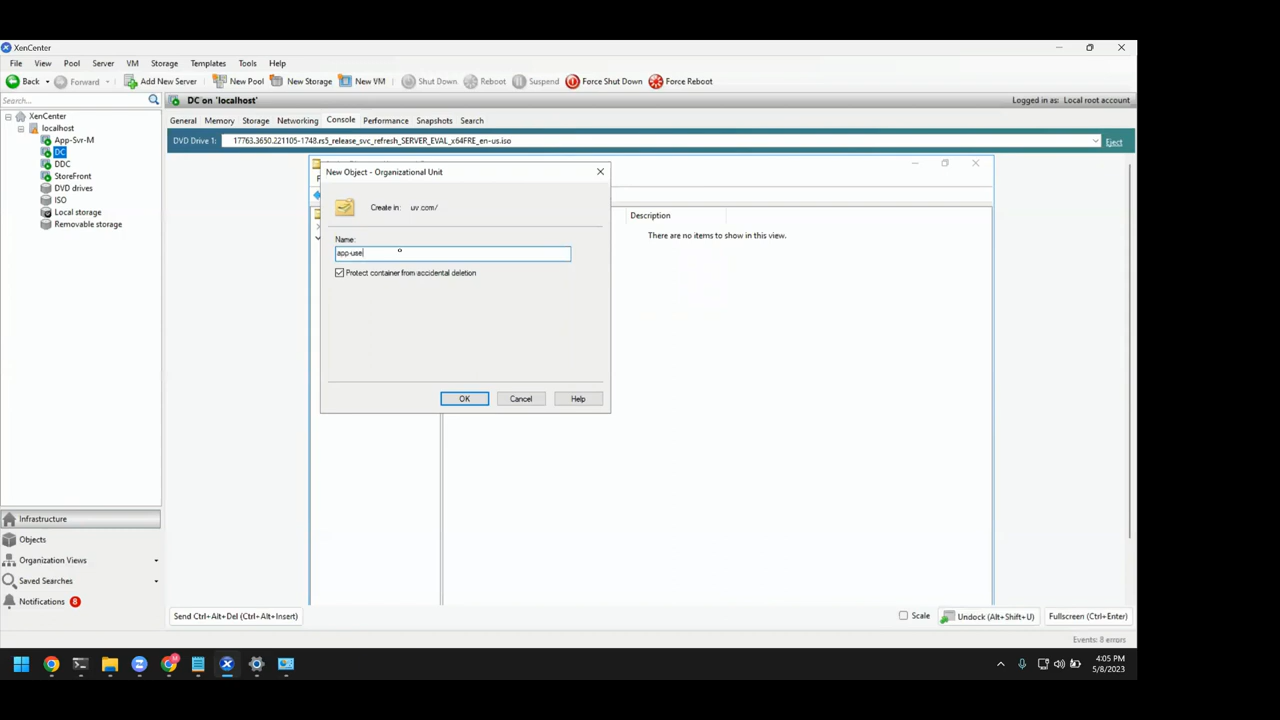 XenCenter
File View Pool Server VM Storage Templates Tools Help
Back Forward Add New Server New Pool New Storage New VM Shut Down Reboot Suspend Force Shut Down Force Reboot
Search...
DC on 'localhost'
Logged in as: Local root account
XenCenter
localhost
App-Svr-M
DC
DDC
StoreFront
DVD drives
ISO
Local storage
Removable storage
General Memory Storage Networking Console Performance Snapshots Search
DVD Drive 1: 17763.3650.221105-1748.rs5_release_svc_refresh_SERVER_EVAL_x64FRE_en-us.iso Eject
New Object - Organizational Unit
Create in: uv.com/
Name:
app-use
Protect container from accidental deletion
OK Cancel Help
Description
There are no items to show in this view.
Infrastructure
Objects
Organization Views
Saved Searches
Notifications 8
Send Ctrl+Alt+Del (Ctrl+Alt+Insert) Scale Undock (Alt+Shift+U) Fullscreen (Ctrl+Enter)
Events: 8 errors
4:05 PM
5/8/2023